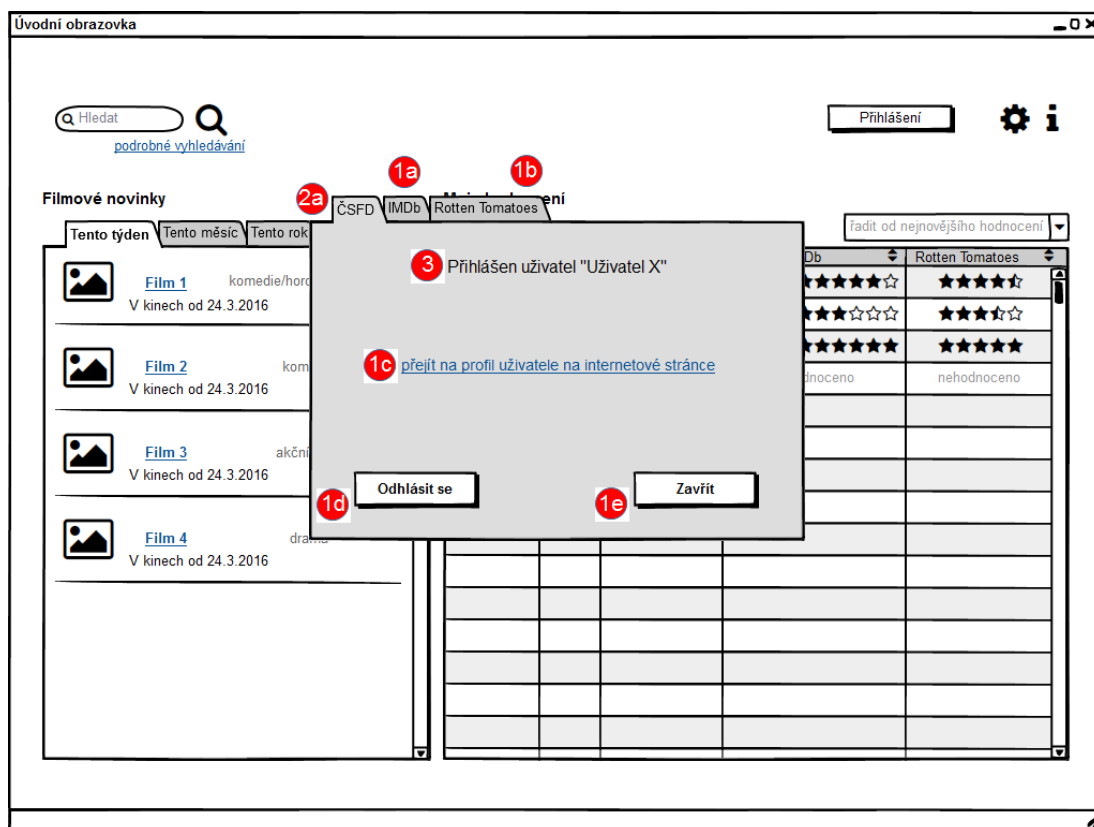 Úvodní obrazovka
Hledat
podrobné vyhledávání
Přihlášení
1a
1b
2a
Filmové novinky
ení
ČSFD IMDb Rotten Tomatoes
Tento týden Tento měsíc Tento rok
řadit od nejnovějšího hodnocení
3 Přihlášen uživatel "Uživatel X"
Db Rotten Tomatoes
Film 1
V kinech od 24.3.2016
1c přejít na profil uživatele na internetové stránce
Film 2
V kinech od 24.3.2016
nehodnoceno
Film 3 akční
V kinech od 24.3.2016
1d Odhlásit se
1e Zavřít
Film 4 drama
V kinech od 24.3.2016